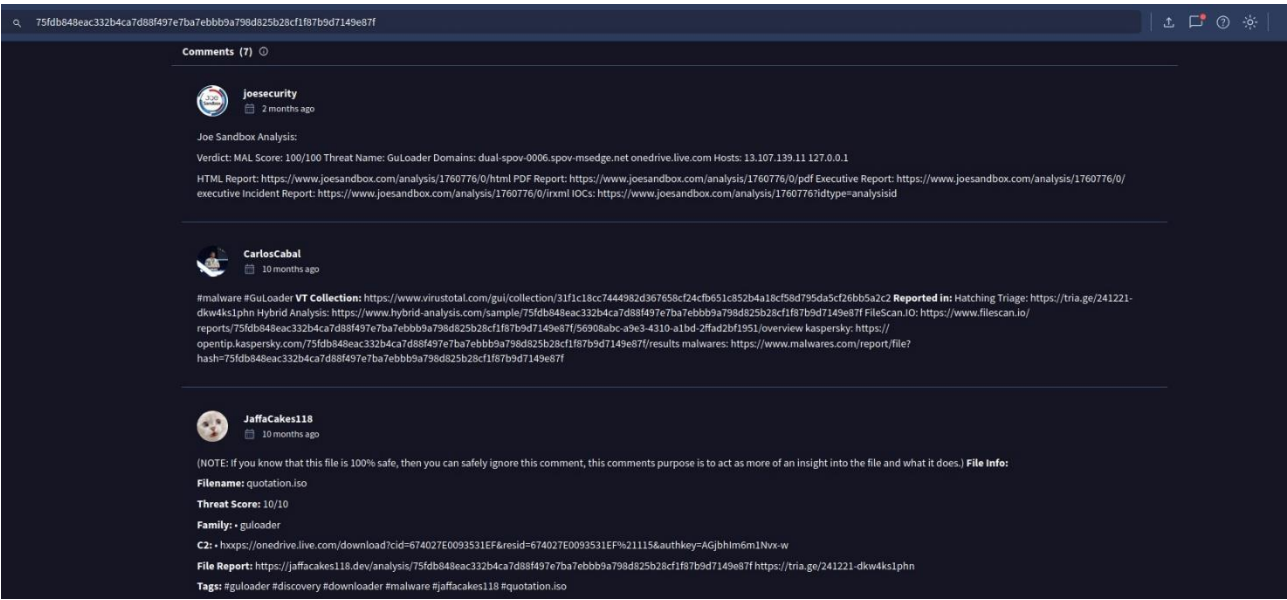 75fdb848eac332b4ca7d88f497e7ba7ebbb9a798d825b28cf1f87b9d7149e87f
Comments (7)
joesecurity
2 months ago
Joe Sandbox Analysis:
Verdict: MAL Score: 100/100 Threat Name: GuLoader Domains: dual-spov-0006.spov-msedge.net onedrive.live.com Hosts: 13.107.139.11 127.0.0.1
HTML Report: https://www.joesandbox.com/analysis/1760776/0/html PDF Report: https://www.joesandbox.com/analysis/1760776/0/pdf Executive Report: https://www.joesandbox.com/analysis/1760776/0/
executive Incident Report: https://www.joesandbox.com/analysis/1760776/0/irxml IOCs: https://www.joesandbox.com/analysis/1760776?idtype=analysisid
CarlosCabal
10 months ago
#malware #GuLoader VT Collection: https://www.virustotal.com/gui/collection/31f1c18cc7444982d367658cf24cfb651c852b4a18cf58d795da5cf26bb5a2c2 Reported in: Hatching Triage: https://tria.ge/241221-
dkw4ks1phn Hybrid Analysis: https://www.hybrid-analysis.com/sample/75fdb848eac332b4ca7d88f497e7ba7ebbb9a798d825b28cf1f87b9d7149e87f FileScan.IO: https://www.filescan.io/
reports/75fdb848eac332b4ca7d88f497e7ba7ebbb9a798d825b28cf1f87b9d7149e87f/56908abc-a9e3-4310-a1bd-2ffad2bf1951/overview kaspersky: https://
opentip.kaspersky.com/75fdb848eac332b4ca7d88f497e7ba7ebbb9a798d825b28cf1f87b9d7149e87f/results malwares: https://www.malwares.com/report/file?
hash=75fdb848eac332b4ca7d88f497e7ba7ebbb9a798d825b28cf1f87b9d7149e87f
JaffaCakes118
10 months ago
(NOTE: If you know that this file is 100% safe, then you can safely ignore this comment, this comments purpose is to act as more of an insight into the file and what it does.) File Info:
Filename: quotation.iso
Threat Score: 10/10
Family: • guloader
C2: • hxxps://onedrive.live.com/download?cid=674027E0093531EF&resid=674027E0093531EF%21115&authkey=AGjbhIm6m1Nvx-w
File Report: https://jaffacakes118.dev/analysis/75fdb848eac332b4ca7d88f497e7ba7ebbb9a798d825b28cf1f87b9d7149e87f https://tria.ge/241221-dkw4ks1phn
Tags: #guloader #discovery #downloader #malware #jaffacakes118 #quotation.iso